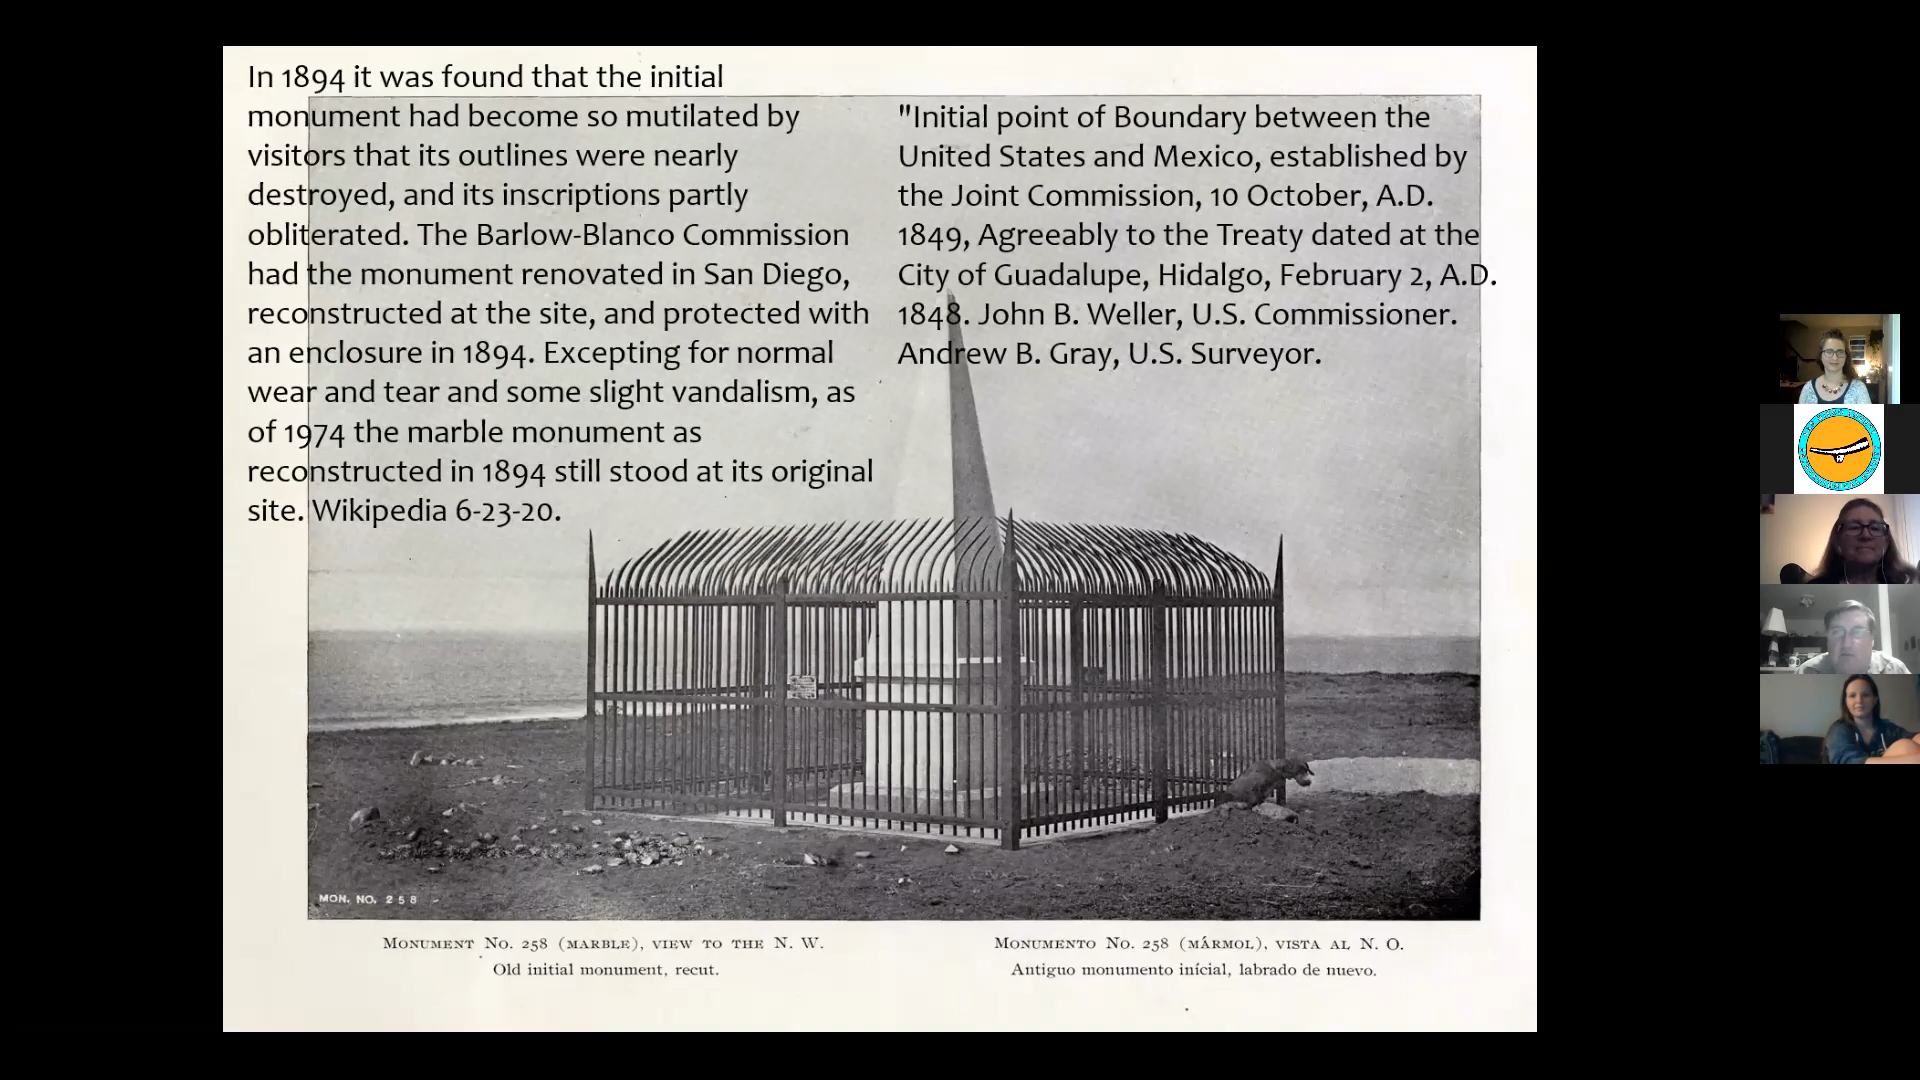 In 1894 it was found that the initial
monument had become so mutilated by
visitors that its outlines were nearly
destroyed, and its inscriptions partly
obliterated. The Barlow-Blanco Commission
had the monument renovated in San Diego,
reconstructed at the site, and protected with
an enclosure in 1894. Excepting for normal
wear and tear and some slight vandalism, as
of 1974 the marble monument as
reconstructed in 1894 still stood at its original
site. Wikipedia 6-23-20.
"Initial point of Boundary between the
United States and Mexico, established by
the Joint Commission, 10 October, A.D.
1849, Agreeably to the Treaty dated at the
City of Guadalupe, Hidalgo, February 2, A.D.
1848. John B. Weller, U.S. Commissioner.
Andrew B. Gray, U.S. Surveyor.
MON. NO. 258
MONUMENT NO. 258 (MARBLE), VIEW TO THE N. W.
Old initial monument, recut.
MONUMENTO NO. 258 (MÁRMOL), VISTA AL N. O.
Antiguo monumento inícial, labrado de nuevo.